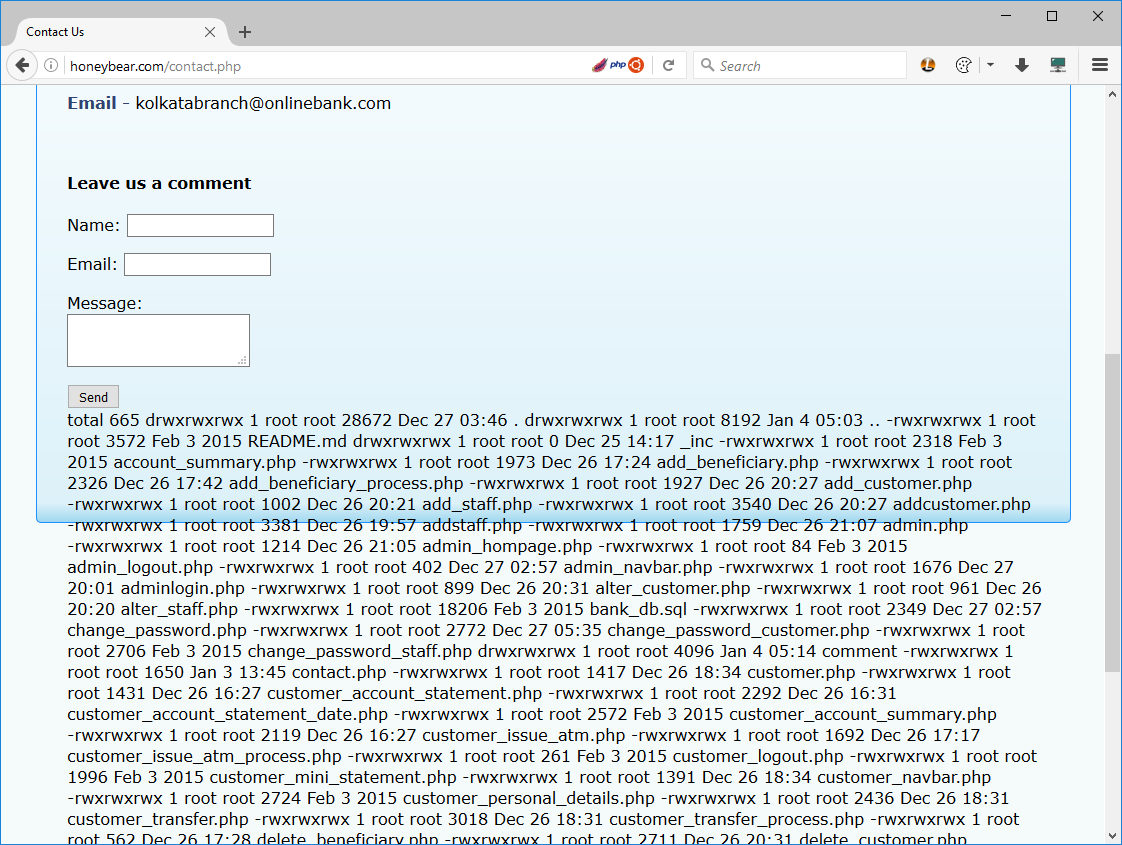 Contact Us
honeybear.com/contact.php
php
Search
Email - kolkatabranch@onlinebank.com
Leave us a comment
Name:
Email:
Message:
Send
total 665 drwxrwxrwx 1 root root 28672 Dec 27 03:46 . drwxrwxrwx 1 root root 8192 Jan 4 05:03 .. -rwxrwxrwx 1 root
root 3572 Feb 3 2015 README.md drwxrwxrwx 1 root root 0 Dec 25 14:17 _inc -rwxrwxrwx 1 root root 2318 Feb 3
2015 account_summary.php -rwxrwxrwx 1 root root 1973 Dec 26 17:24 add_beneficiary.php -rwxrwxrwx 1 root root
2326 Dec 26 17:42 add_beneficiary_process.php -rwxrwxrwx 1 root root 1927 Dec 26 20:27 add_customer.php
-rwxrwxrwx 1 root root 1002 Dec 26 20:21 add_staff.php -rwxrwxrwx 1 root root 3540 Dec 26 20:27 addcustomer.php
-rwxrwxrwx 1 root root 3381 Dec 26 19:57 addstaff.php -rwxrwxrwx 1 root root 1759 Dec 26 21:07 admin.php
-rwxrwxrwx 1 root root 1214 Dec 26 21:05 admin_hompage.php -rwxrwxrwx 1 root root 84 Feb 3 2015
admin_logout.php -rwxrwxrwx 1 root root 402 Dec 27 02:57 admin_navbar.php -rwxrwxrwx 1 root root 1676 Dec 27
20:01 adminlogin.php -rwxrwxrwx 1 root root 899 Dec 26 20:31 alter_customer.php -rwxrwxrwx 1 root root 961 Dec 26
20:20 alter_staff.php -rwxrwxrwx 1 root root 18206 Feb 3 2015 bank_db.sql -rwxrwxrwx 1 root root 2349 Dec 27 02:57
change_password.php -rwxrwxrwx 1 root root 2772 Dec 27 05:35 change_password_customer.php -rwxrwxrwx 1 root
root 2706 Feb 3 2015 change_password_staff.php drwxrwxrwx 1 root root 4096 Jan 4 05:14 comment -rwxrwxrwx 1
root root 1650 Jan 3 13:45 contact.php -rwxrwxrwx 1 root root 1417 Dec 26 18:34 customer.php -rwxrwxrwx 1 root
root 1431 Dec 26 16:27 customer_account_statement.php -rwxrwxrwx 1 root root 2292 Dec 26 16:31
customer_account_statement_date.php -rwxrwxrwx 1 root root 2572 Feb 3 2015 customer_account_summary.php
-rwxrwxrwx 1 root root 2119 Dec 26 16:27 customer_issue_atm.php -rwxrwxrwx 1 root root 1692 Dec 26 17:17
customer_issue_atm_process.php -rwxrwxrwx 1 root root 261 Feb 3 2015 customer_logout.php -rwxrwxrwx 1 root root
1996 Feb 3 2015 customer_mini_statement.php -rwxrwxrwx 1 root root 1391 Dec 26 18:34 customer_navbar.php
-rwxrwxrwx 1 root root 2724 Feb 3 2015 customer_personal_details.php -rwxrwxrwx 1 root root 2436 Dec 26 18:31
customer_transfer.php -rwxrwxrwx 1 root root 3018 Dec 26 18:31 customer_transfer_process.php -rwxrwxrwx 1 root
root 562 Dec 26 17:28 delete_beneficiary.php -rwxrwxrwx 1 root root 2711 Dec 26 20:31 delete_customer.php